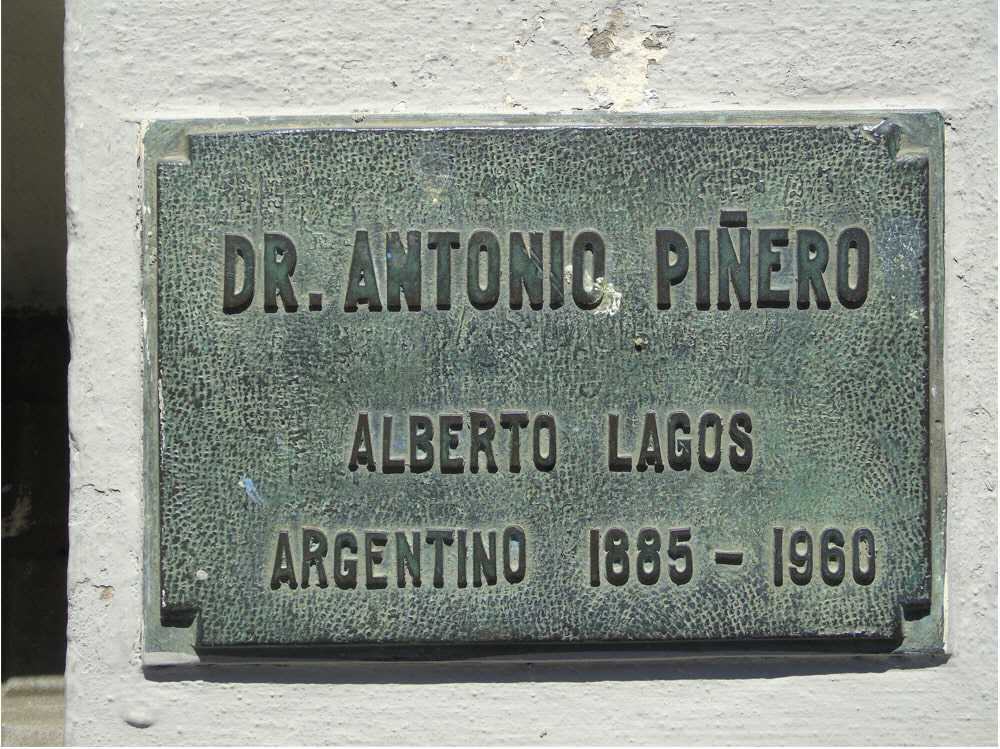 DR. ANTONIO PIÑERO
ALBERTO LAGOS
ARGENTINO 1885 - 1960